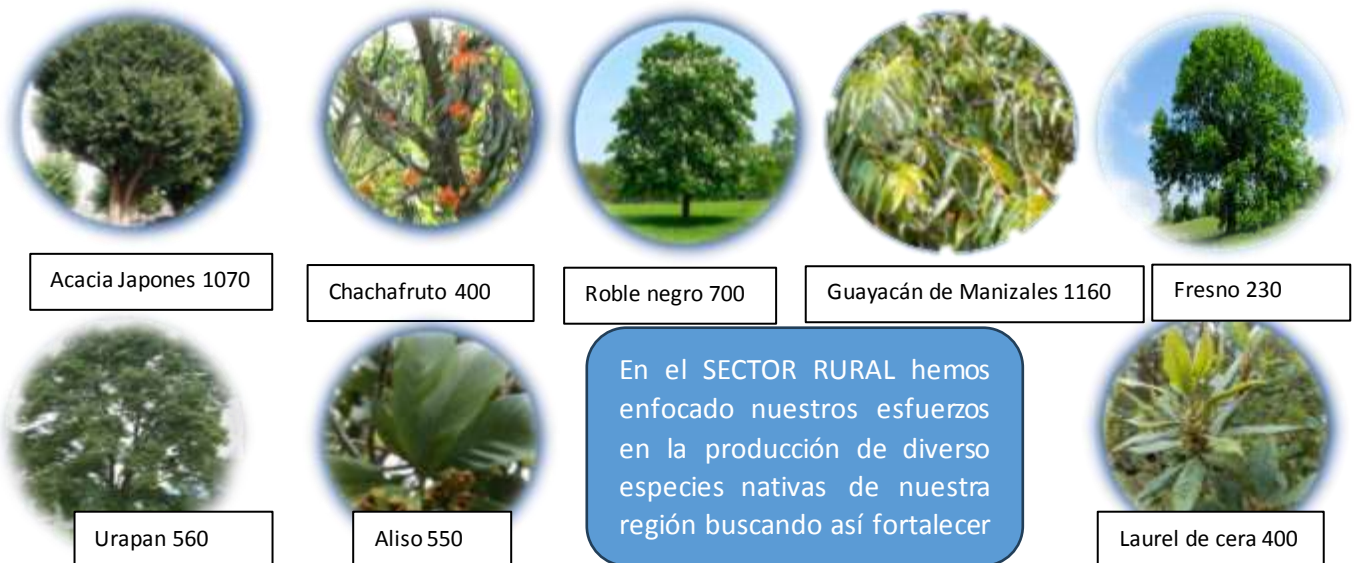 Acacia Japones 1070
Chachafruto 400
Roble negro 700
Guayacán de Manizales 1160
Fresno 230
En el SECTOR RURAL hemos
enfocado nuestros esfuerzos
en la producción de diverso
especies nativas de nuestra
región buscando así fortalecer
Urapan 560
Aliso 550
Laurel de cera 400